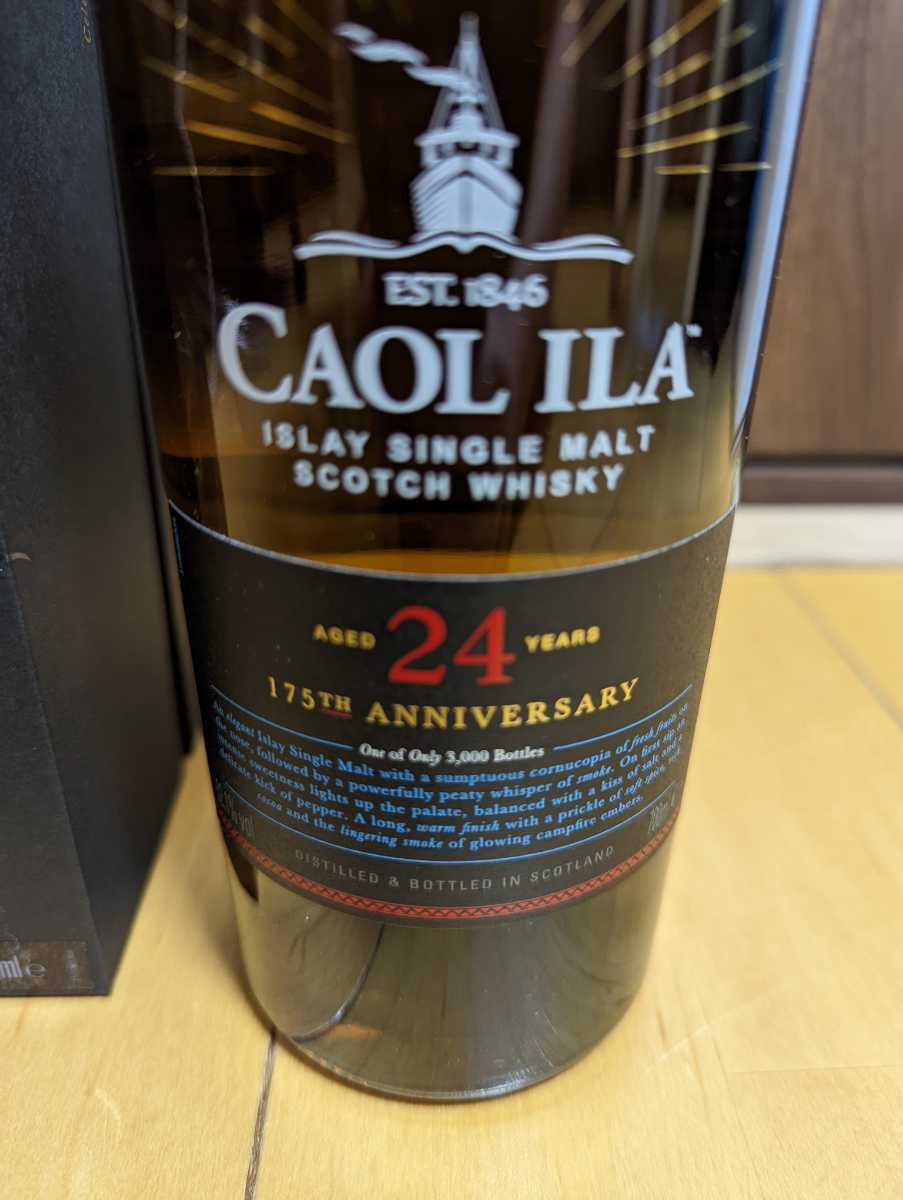 EST. 1846
CAOL ILA™
ISLAY SINGLE MALT
SCOTCH WHISKY
AGED 24 YEARS
175TH ANNIVERSARY
One of Only 3,000 Bottles
An elegant Islay Single Malt with a sumptuous cornucopia of fresh fruits on
the nose, followed by a powerfully peaty whisper of smoke. On first sip, an
intense sweetness lights up the palate, balanced with a kiss of salt and a
delicate kick of pepper. A long, warm finish with a prickle of soft spice, rich
cocoa and the lingering smoke of glowing campfire embers.
% vol
DISTILLED & BOTTLED IN SCOTLAND
ml e